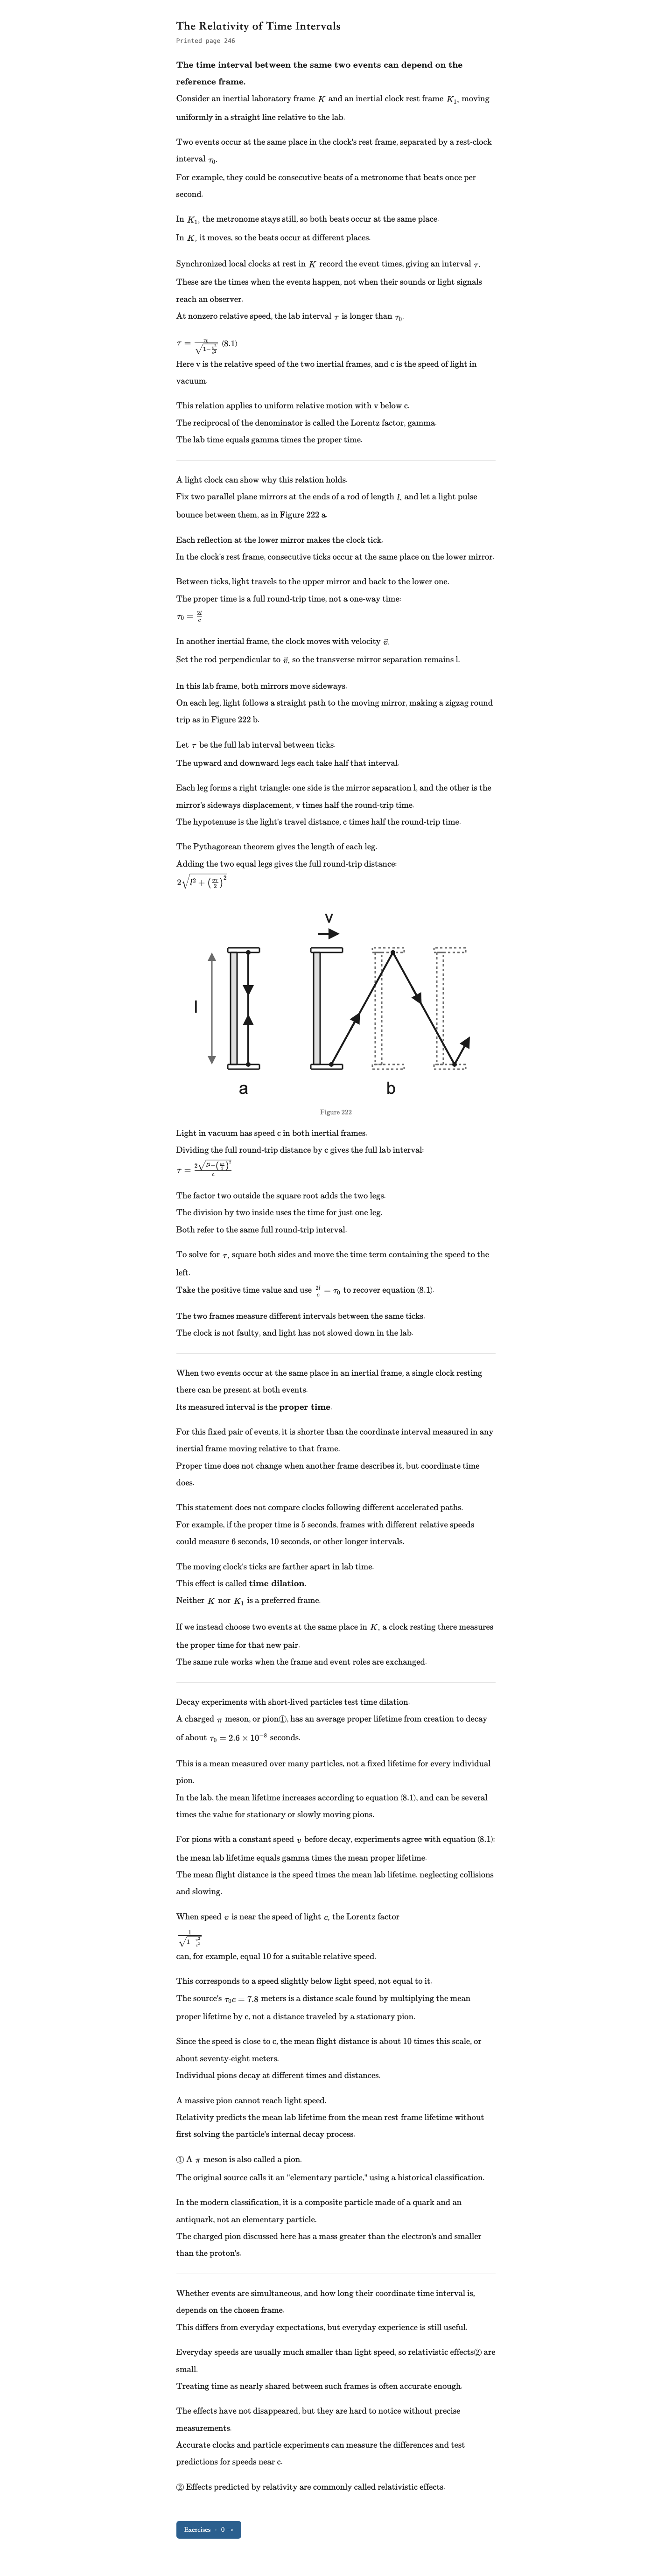 The Relativity of Time Intervals
Printed page 246
The time interval between the same two events can depend on the
reference frame.
Consider an inertial laboratory frame K and an inertial clock rest frame K₁, moving
uniformly in a straight line relative to the lab.
Two events occur at the same place in the clock's rest frame, separated by a rest-clock
interval τ₀.
For example, they could be consecutive beats of a metronome that beats once per
second.
In K₁, the metronome stays still, so both beats occur at the same place.
In K, it moves, so the beats occur at different places.
Synchronized local clocks at rest in K record the event times, giving an interval τ.
These are the times when the events happen, not when their sounds or light signals
reach an observer.
At nonzero relative speed, the lab interval τ is longer than τ₀.
τ = τ₀ / √(1−v²/c²) (8.1)
Here v is the relative speed of the two inertial frames, and c is the speed of light in
vacuum.
This relation applies to uniform relative motion with v below c.
The reciprocal of the denominator is called the Lorentz factor, gamma.
The lab time equals gamma times the proper time.
A light clock can show why this relation holds.
Fix two parallel plane mirrors at the ends of a rod of length l, and let a light pulse
bounce between them, as in Figure 222 a.
Each reflection at the lower mirror makes the clock tick.
In the clock's rest frame, consecutive ticks occur at the same place on the lower mirror.
Between ticks, light travels to the upper mirror and back to the lower one.
The proper time is a full round-trip time, not a one-way time:
τ₀ = 2l/c
In another inertial frame, the clock moves with velocity v⃗.
Set the rod perpendicular to v⃗, so the transverse mirror separation remains l.
In this lab frame, both mirrors move sideways.
On each leg, light follows a straight path to the moving mirror, making a zigzag round
trip as in Figure 222 b.
Let τ be the full lab interval between ticks.
The upward and downward legs each take half that interval.
Each leg forms a right triangle: one side is the mirror separation l, and the other is the
mirror's sideways displacement, v times half the round-trip time.
The hypotenuse is the light's travel distance, c times half the round-trip time.
The Pythagorean theorem gives the length of each leg.
Adding the two equal legs gives the full round-trip distance:
2√(l² + (vτ/2)²)
v
l
a
b
Figure 222
Light in vacuum has speed c in both inertial frames.
Dividing the full round-trip distance by c gives the full lab interval:
τ = 2√(l²+(vτ/2)²) / c
The factor two outside the square root adds the two legs.
The division by two inside uses the time for just one leg.
Both refer to the same full round-trip interval.
To solve for τ, square both sides and move the time term containing the speed to the
left.
Take the positive time value and use 2l/c = τ₀ to recover equation (8.1).
The two frames measure different intervals between the same ticks.
The clock is not faulty, and light has not slowed down in the lab.
When two events occur at the same place in an inertial frame, a single clock resting
there can be present at both events.
Its measured interval is the proper time.
For this fixed pair of events, it is shorter than the coordinate interval measured in any
inertial frame moving relative to that frame.
Proper time does not change when another frame describes it, but coordinate time
does.
This statement does not compare clocks following different accelerated paths.
For example, if the proper time is 5 seconds, frames with different relative speeds
could measure 6 seconds, 10 seconds, or other longer intervals.
The moving clock's ticks are farther apart in lab time.
This effect is called time dilation.
Neither K nor K₁ is a preferred frame.
If we instead choose two events at the same place in K, a clock resting there measures
the proper time for that new pair.
The same rule works when the frame and event roles are exchanged.
Decay experiments with short-lived particles test time dilation.
A charged π meson, or pion①, has an average proper lifetime from creation to decay
of about τ₀ = 2.6 × 10⁻⁸ seconds.
This is a mean measured over many particles, not a fixed lifetime for every individual
pion.
In the lab, the mean lifetime increases according to equation (8.1), and can be several
times the value for stationary or slowly moving pions.
For pions with a constant speed v before decay, experiments agree with equation (8.1):
the mean lab lifetime equals gamma times the mean proper lifetime.
The mean flight distance is the speed times the mean lab lifetime, neglecting collisions
and slowing.
When speed v is near the speed of light c, the Lorentz factor
1 / √(1−v²/c²)
can, for example, equal 10 for a suitable relative speed.
This corresponds to a speed slightly below light speed, not equal to it.
The source's τ₀c = 7.8 meters is a distance scale found by multiplying the mean
proper lifetime by c, not a distance traveled by a stationary pion.
Since the speed is close to c, the mean flight distance is about 10 times this scale, or
about seventy-eight meters.
Individual pions decay at different times and distances.
A massive pion cannot reach light speed.
Relativity predicts the mean lab lifetime from the mean rest-frame lifetime without
first solving the particle's internal decay process.
① A π meson is also called a pion.
The original source calls it an "elementary particle," using a historical classification.
In the modern classification, it is a composite particle made of a quark and an
antiquark, not an elementary particle.
The charged pion discussed here has a mass greater than the electron's and smaller
than the proton's.
Whether events are simultaneous, and how long their coordinate time interval is,
depends on the chosen frame.
This differs from everyday expectations, but everyday experience is still useful.
Everyday speeds are usually much smaller than light speed, so relativistic effects② are
small.
Treating time as nearly shared between such frames is often accurate enough.
The effects have not disappeared, but they are hard to notice without precise
measurements.
Accurate clocks and particle experiments can measure the differences and test
predictions for speeds near c.
② Effects predicted by relativity are commonly called relativistic effects.
Exercises - 0 →